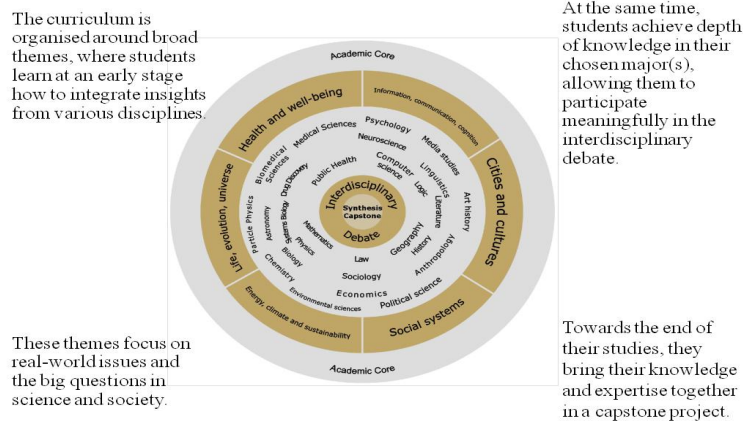 The curriculum is
organised around broad
themes, where students
learn at an early stage
how to integrate insights
from various disciplines.
At the same time,
students achieve depth
of knowledge in their
chosen major(s),
allowing them to
participate
meaningfully in the
interdisciplinary
debate.
Academic Core
Health and well-being
Information, communication, cognition
Cities and cultures
Social systems
Energy, climate and sustainability
Life, evolution, universe
Psychology
Medical Sciences
Neuroscience
Media studies
Biomedical
Sciences
Public Health
Computer
science
Linguistics
Drug Discovery
Logic
Literature
Art history
Interdisciplinary
Synthesis
Capstone
Debate
Particle Physics
Astronomy
Systems Biology
Mathematics
Physics
Biology
Chemistry
Geography
History
Anthropology
Law
Sociology
Economics
Environmental sciences
Political science
Academic Core
These themes focus on
real-world issues and
the big questions in
science and society.
Towards the end of
their studies, they
bring their knowledge
and expertise together
in a capstone project.